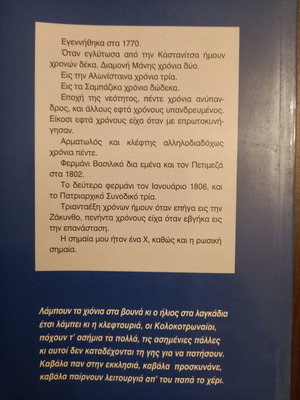 Εγεννήθηκα στα 1770.
Όταν εγλύτωσα από την Καστανίτσα ήμουν
χρονών δέκα. Διαμονή Μάνης χρόνια δύο.
Εις την Αλωνίσταινα χρόνια τρία.
Εις τα Σαμπάζικα χρόνια δώδεκα.
Εποχή της νεότητος, πέντε χρόνια ανύπαν-
δρος, και άλλους εφτά χρόνους υπανδρευμένος.
Είκοσι εφτά χρόνους είχα όταν με επρωτοκυνή-
γησαν.
Αρματωλός και κλέφτης αλληλοδιαδόχως
χρόνια πέντε.
Φερμάνι Βασιλικό δια εμένα και τον Πετιμεζά
στα 1802.
Το δεύτερο φερμάνι τον Ιανουάριο 1806, και
το Πατριαρχικό Συνοδικό τρία.
Τριανταέξη χρόνων ήμουν όταν επήγα εις την
Ζάκυνθο, πενήντα χρόνους είχα όταν εβγήκα εις
την επανάσταση.
Η σημαία μου ήτον ένα Χ, καθώς και η ρωσική
σημαία.
Λάμπουν τα χιόνια στα βουνά κι ο ήλιος στα λαγκάδια
έτσι λάμπει κι η κλεφτουριά, οι Κολοκοτρωναίοι,
πόχουν τ' ασήμια τα πολλά, τις ασημένιες πάλλες
κι αυτοί δεν καταδέχονται τη γης για να πατήσουν.
Καβάλα παν στην εκκλησιά, καβάλα προσκυνάνε,
καβάλα παίρνουν λειτουργιά απ' του παπά το χέρι.